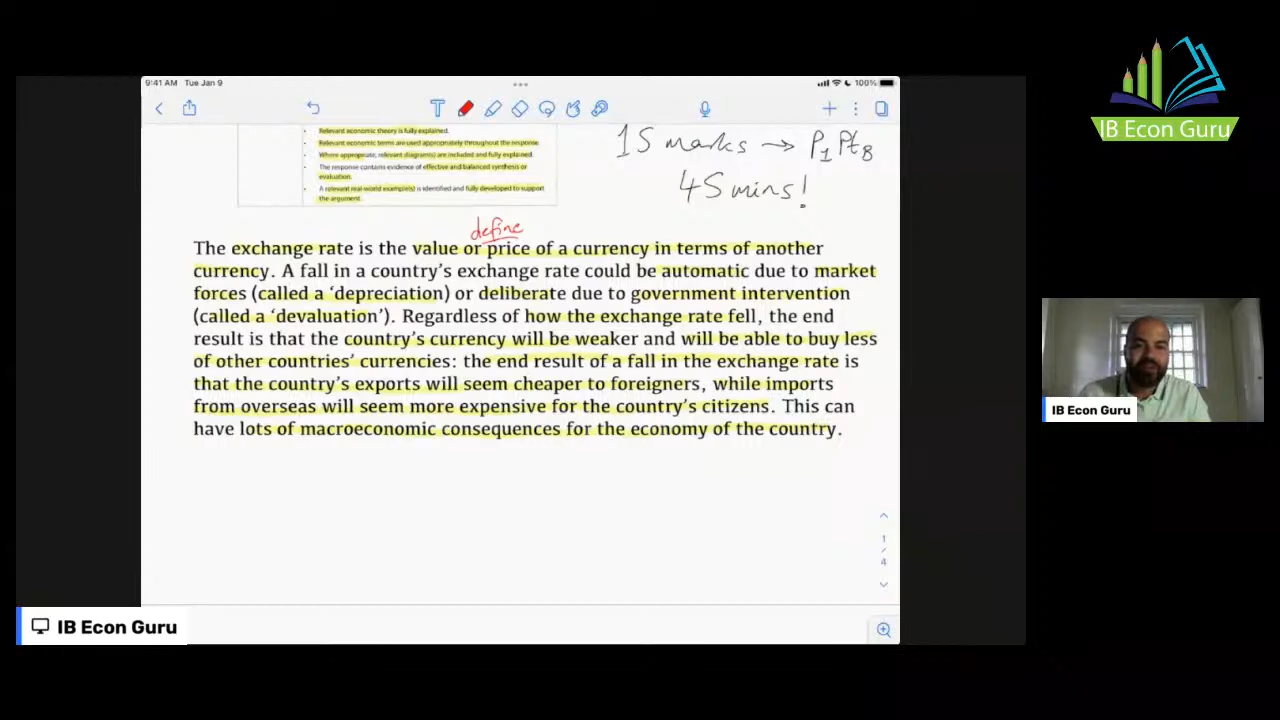 9:41 AM Tue Jan 9
100%
IB Econ Guru
Relevant economic theory is fully explained.
Relevant economic terms are used appropriately throughout the response.
Where appropriate, relevant diagram(s) are included and fully explained.
The response contains evidence of effective and balanced synthesis or
evaluation.
A relevant real-world example(s) is identified and fully developed to support
the argument.
15 marks → P1 Pt B
45 mins!
define
The exchange rate is the value or price of a currency in terms of another
currency. A fall in a country's exchange rate could be automatic due to market
forces (called a 'depreciation) or deliberate due to government intervention
(called a 'devaluation'). Regardless of how the exchange rate fell, the end
result is that the country's currency will be weaker and will be able to buy less
of other countries' currencies: the end result of a fall in the exchange rate is
that the country's exports will seem cheaper to foreigners, while imports
from overseas will seem more expensive for the country's citizens. This can
have lots of macroeconomic consequences for the economy of the country.
1
/
4
IB Econ Guru
IB Econ Guru